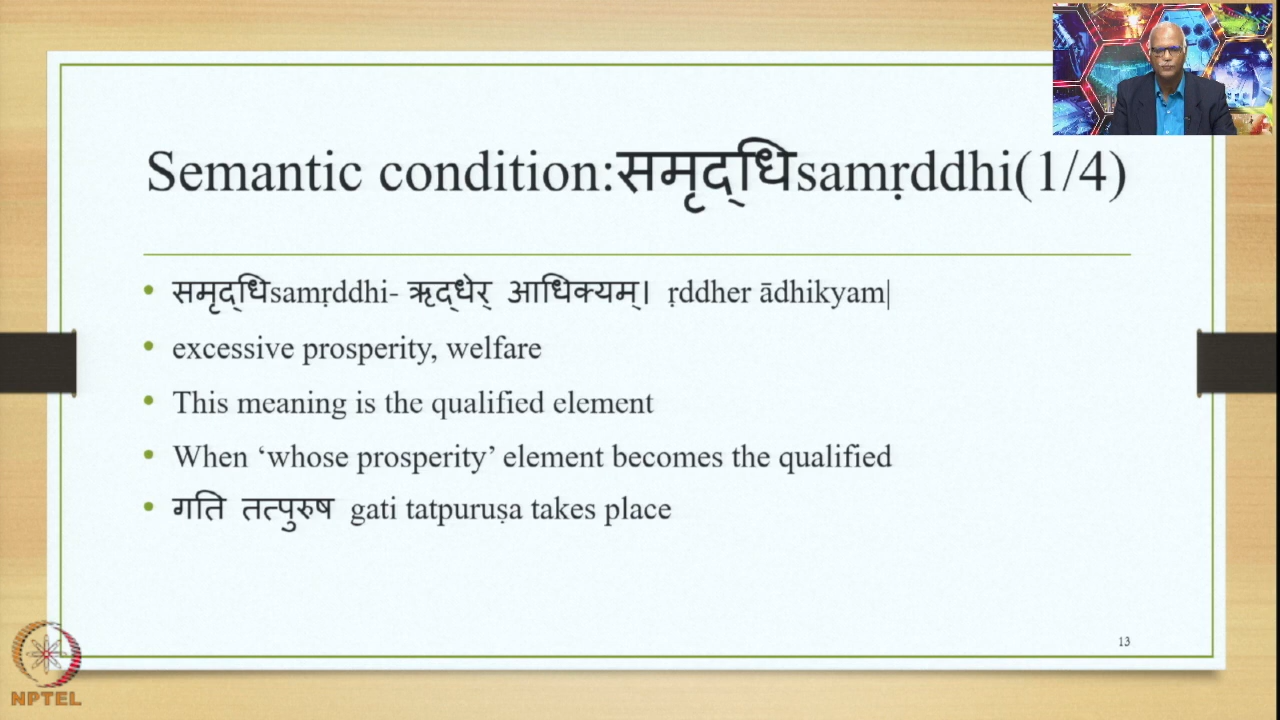 Semantic condition:समृद्‌धिsamṛddhi(1/4)
• समृद्‌धिsamṛddhi- ऋद्‌धेर् आधिक्यम्। ṛddher ādhikyam|
• excessive prosperity, welfare
• This meaning is the qualified element
• When ‘whose prosperity’ element becomes the qualified
• गति तत्पुरुष gati tatpuruṣa takes place
13
NPTEL